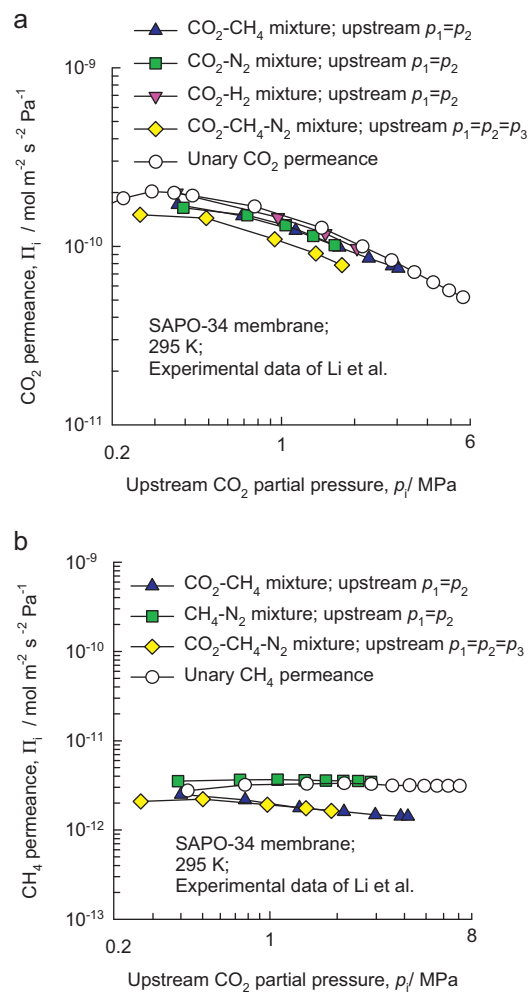 a
CO₂-CH₄ mixture; upstream p₁=p₂
CO₂-N₂ mixture; upstream p₁=p₂
CO₂-H₂ mixture; upstream p₁=p₂
CO₂-CH₄-N₂ mixture; upstream p₁=p₂=p₃
Unary CO₂ permeance
10⁻⁹
10⁻¹⁰
10⁻¹¹
CO₂ permeance, Πᵢ / mol m⁻² s⁻² Pa⁻¹
SAPO-34 membrane;
295 K;
Experimental data of Li et al.
0.2 1 6
Upstream CO₂ partial pressure, pᵢ/ MPa
b
CO₂-CH₄ mixture; upstream p₁=p₂
CH₄-N₂ mixture; upstream p₁=p₂
CO₂-CH₄-N₂ mixture; upstream p₁=p₂=p₃
Unary CH₄ permeance
10⁻⁹
10⁻¹⁰
10⁻¹¹
10⁻¹²
10⁻¹³
CH₄ permeance, Πᵢ / mol m⁻² s⁻² Pa⁻¹
SAPO-34 membrane;
295 K;
Experimental data of Li et al.
0.2 1 8
Upstream CO₂ partial pressure, pᵢ/ MPa